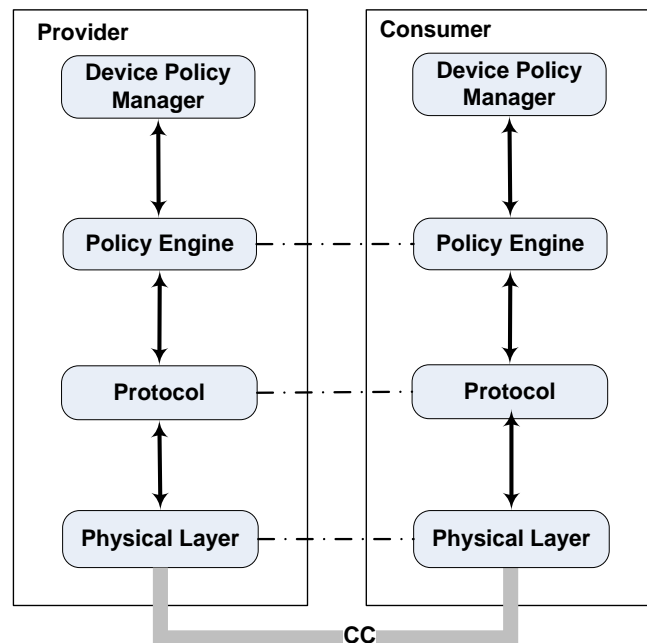 Provider
Device Policy
Manager
Policy Engine
Protocol
Physical Layer
Consumer
Device Policy
Manager
Policy Engine
Protocol
Physical Layer
CC